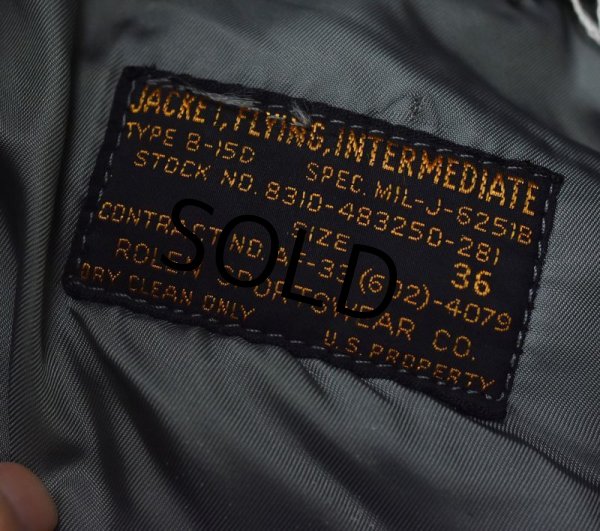 JACKET, FLYING, INTERMEDIATE
TYPE B-15D SPEC. MIL-J-6251B
STOCK NO. 8310-483250-281
SIZE 36
CONTRACT NO. AF-33(602)-4079
SPORTSWEAR CO.
DRY CLEAN ONLY U.S. PROPERTY
SOLD